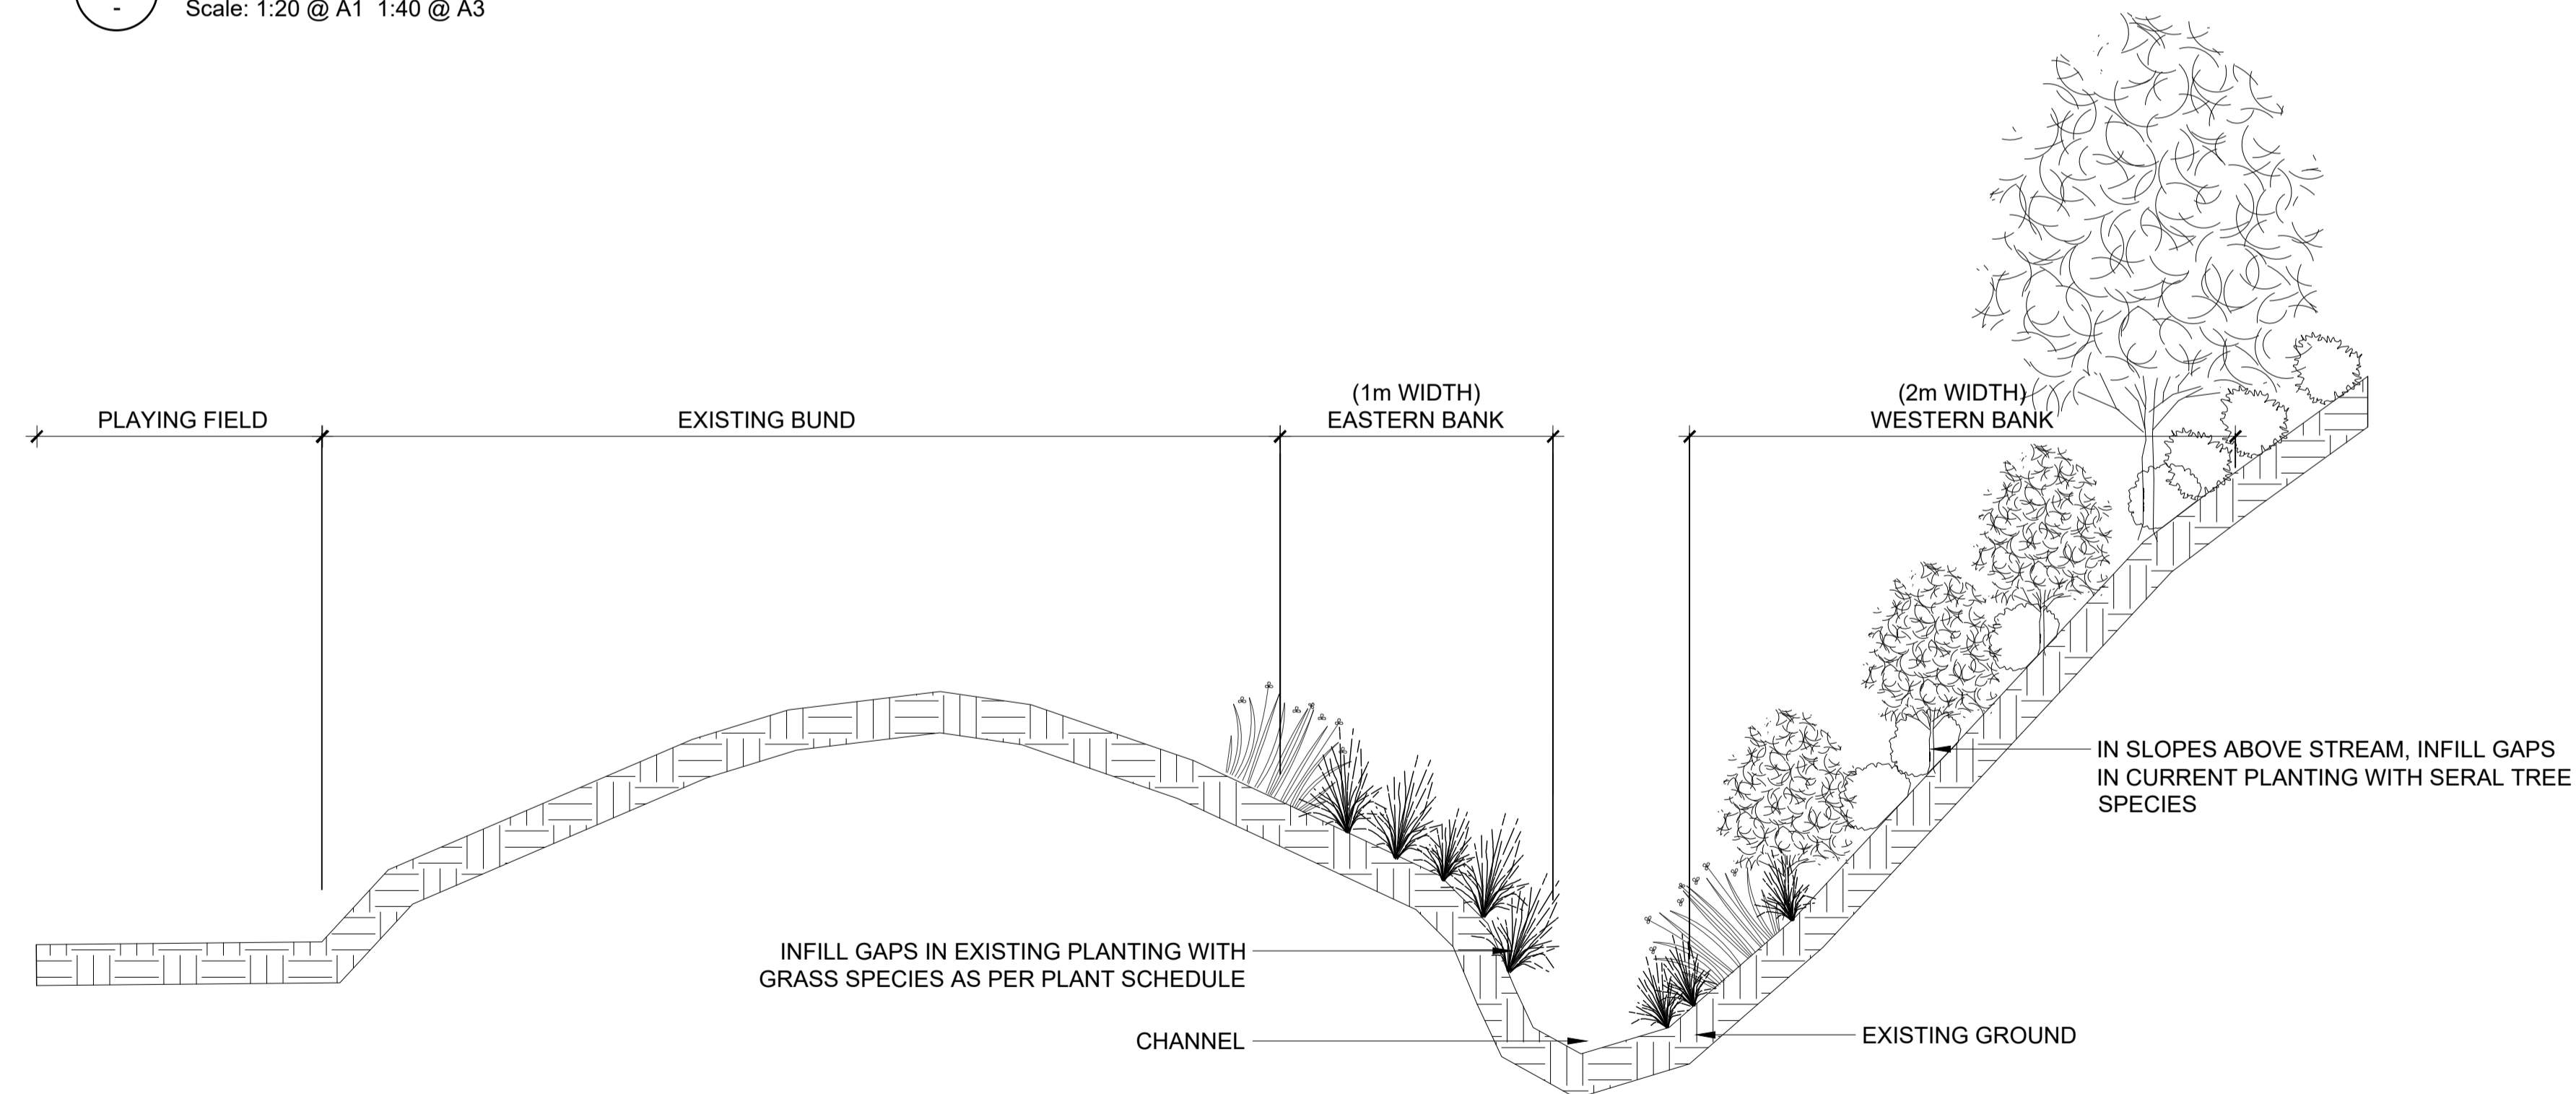 -
Scale: 1:20 @ A1 1:40 @ A3
PLAYING FIELD
EXISTING BUND
(1m WIDTH)
EASTERN BANK
(2m WIDTH)
WESTERN BANK
IN SLOPES ABOVE STREAM, INFILL GAPS
IN CURRENT PLANTING WITH SERAL TREE
SPECIES
INFILL GAPS IN EXISTING PLANTING WITH
GRASS SPECIES AS PER PLANT SCHEDULE
CHANNEL
EXISTING GROUND